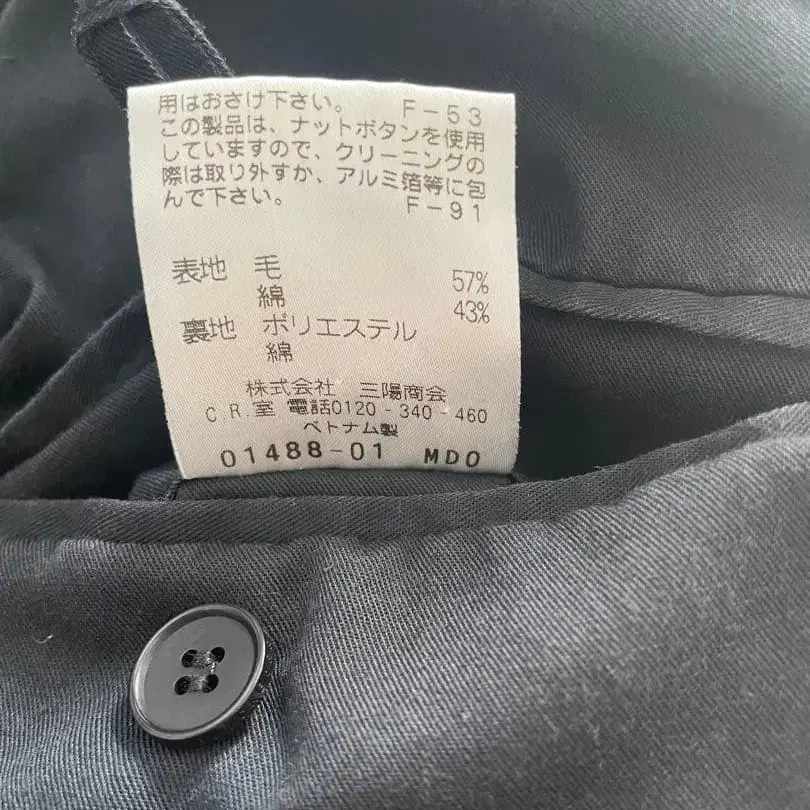 用はおさけ下さい。 F-53
この製品は、ナットボタンを使用
していますので、クリーニングの
際は取り外すか、アルミ箔等に包
んで下さい。 F-91
表地 毛 57%
綿 43%
裏地 ポリエステル
綿
株式会社 三陽商会
C.R.室 電話0120-340-460
ベトナム製
01488-01 MD0